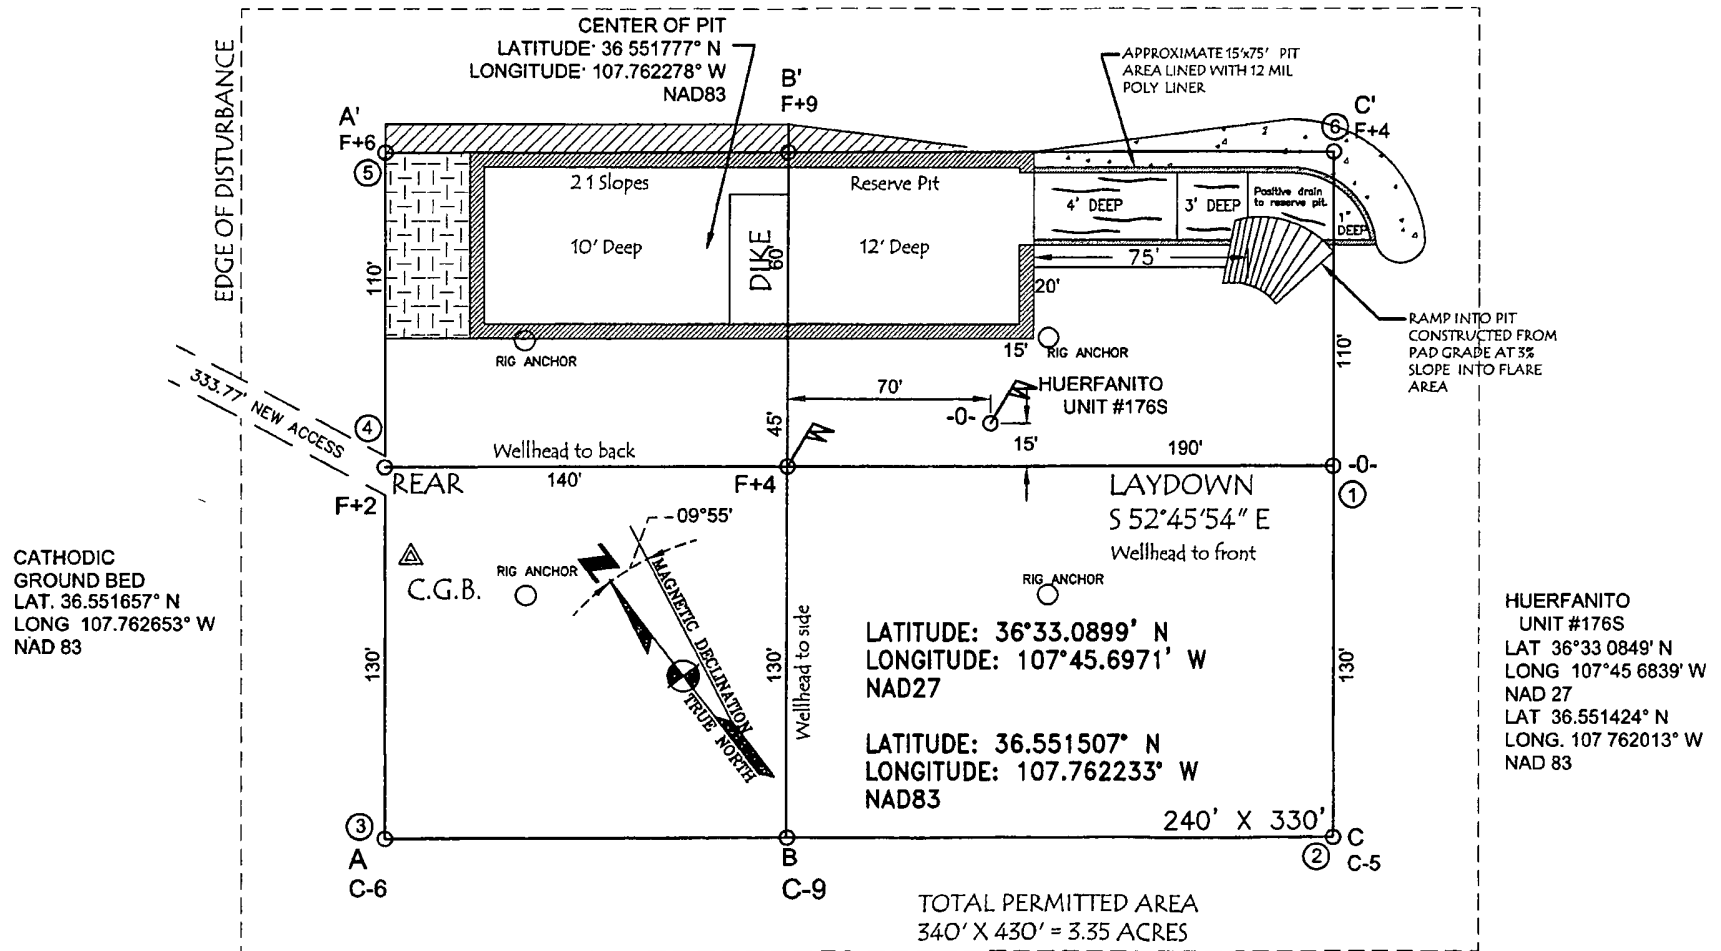 CENTER OF PIT
LATITUDE· 36 551777° N
LONGITUDE· 107.762278° W
NAD83
APPROXIMATE 15'x75' PIT
AREA LINED WITH 12 MIL
POLY LINER
EDGE OF DISTURBANCE
A'
F+6
B'
F+9
C'
F+4
6
5
2 1 Slopes
Reserve Pit
10' Deep
DIKE
60'
12' Deep
4' DEEP
3' DEEP
Positive drain
to reserve pit.
1'
DEEP
75'
20'
110'
RIG ANCHOR
15'
RIG ANCHOR
110'
RAMP INTO PIT
CONSTRUCTED FROM
PAD GRADE AT 3%
SLOPE INTO FLARE
AREA
333.77' NEW ACCESS
70'
HUERFANITO
UNIT #176S
-0-
45'
15'
4
Wellhead to back
190'
REAR
140'
F+4
-0-
1
F+2
LAYDOWN
S 52°45'54" E
Wellhead to front
09°55'
CATHODIC
GROUND BED
LAT. 36.551657° N
LONG 107.762653° W
NAD 83
C.G.B.
RIG ANCHOR
N
MAGNETIC DECLINATION
TRUE NORTH
RIG ANCHOR
130'
130'
Wellhead to side
130'
LATITUDE: 36°33.0899' N
LONGITUDE: 107°45.6971' W
NAD27
LATITUDE: 36.551507° N
LONGITUDE: 107.762233° W
NAD83
HUERFANITO
UNIT #176S
LAT 36°33 0849' N
LONG 107°45 6839' W
NAD 27
LAT 36.551424° N
LONG. 107 762013° W
NAD 83
240' X 330'
3
A
C-6
B
C-9
2
C
C-5
TOTAL PERMITTED AREA
340' X 430' = 3.35 ACRES